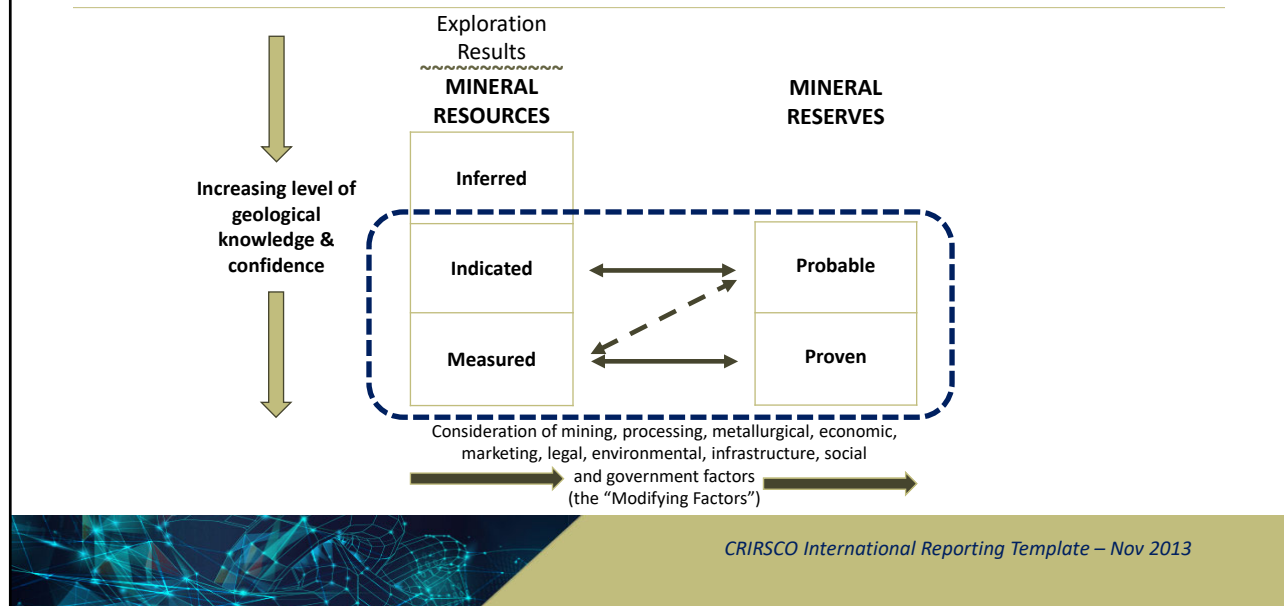 Exploration
Results
MINERAL
RESOURCES
MINERAL
RESERVES
Increasing level of
geological
knowledge &
confidence
Inferred
Indicated
Probable
Measured
Proven
Consideration of mining, processing, metallurgical, economic,
marketing, legal, environmental, infrastructure, social
and government factors
(the “Modifying Factors”)
CRIRSCO International Reporting Template – Nov 2013